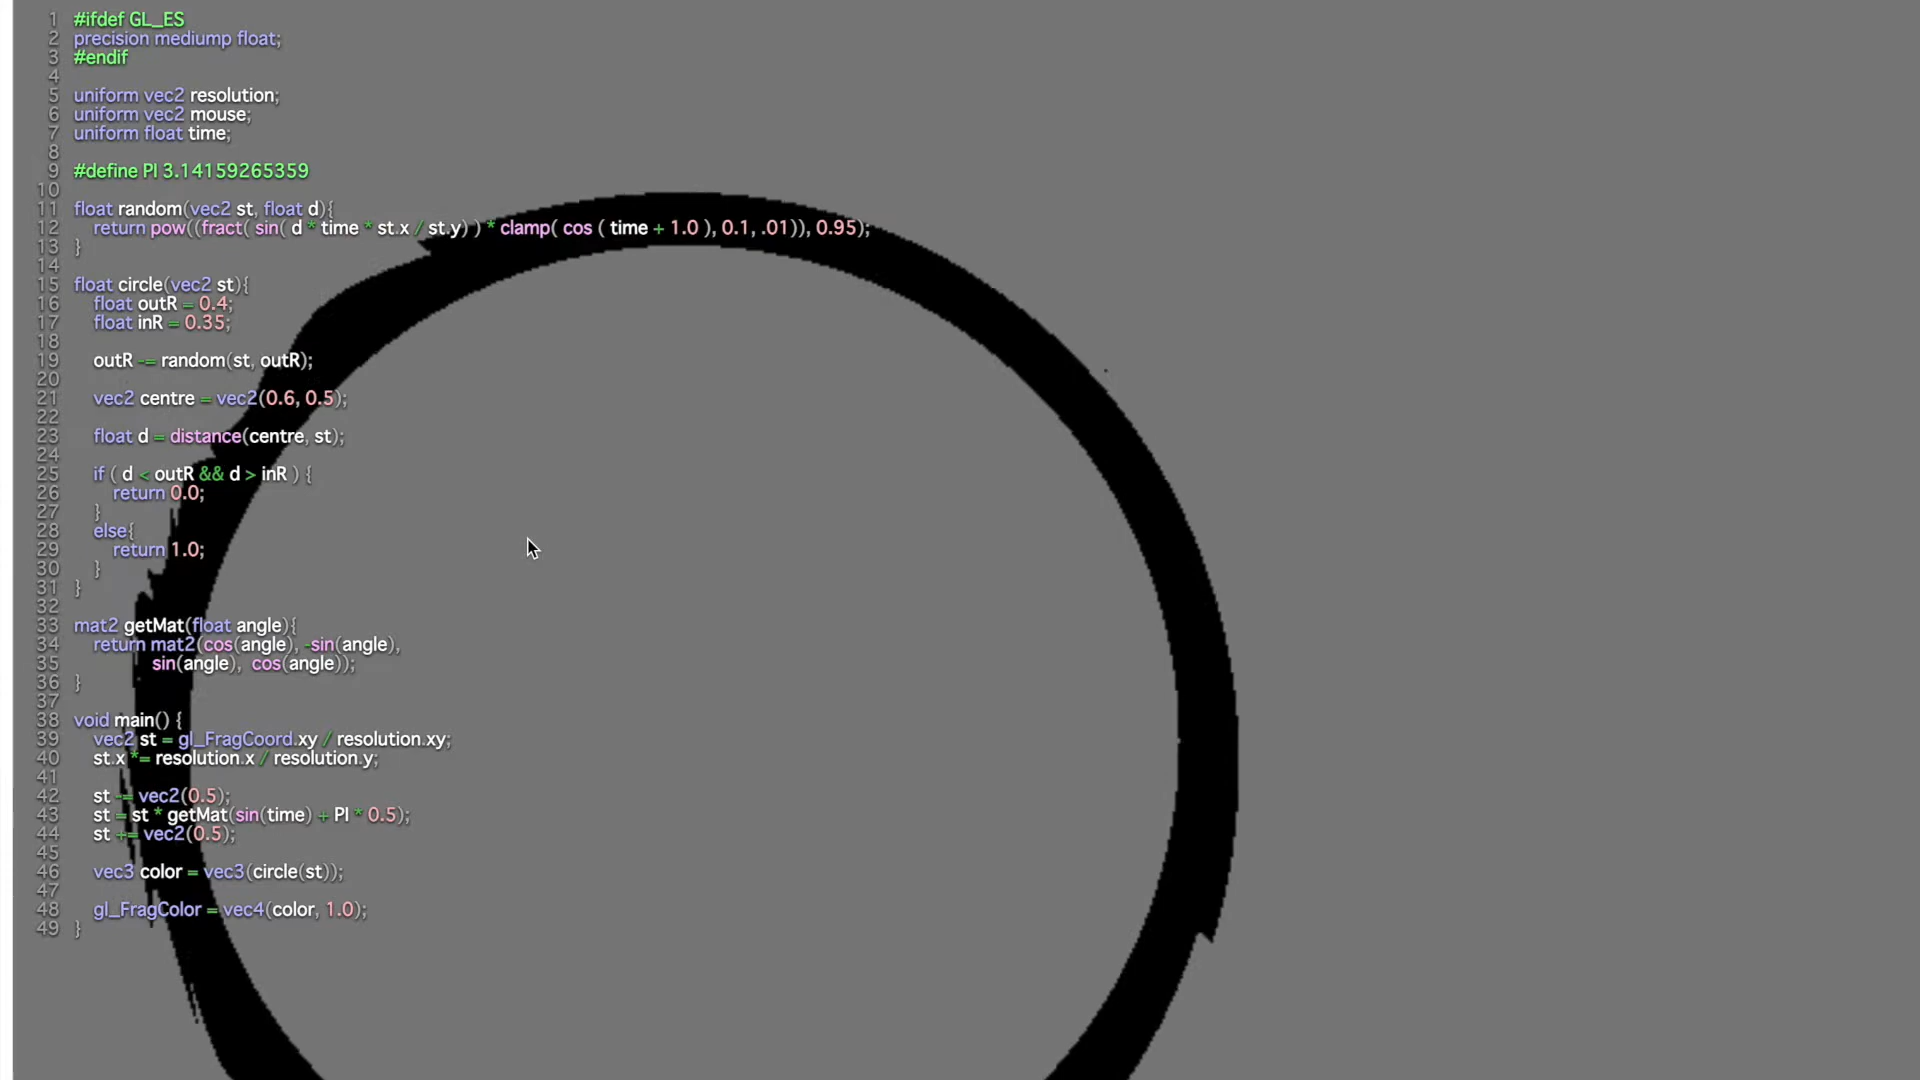 1 #ifdef GL_ES
2 precision mediump float;
3 #endif
4
5 uniform vec2 resolution;
6 uniform vec2 mouse;
7 uniform float time;
8
9 #define PI 3.14159265359
10
11 float random(vec2 st, float d){
12 return pow((fract( sin( d * time * st.x / st.y) ) * clamp( cos ( time + 1.0 ), 0.1, .01)), 0.95);
13 }
14
15 float circle(vec2 st){
16 float outR = 0.4;
17 float inR = 0.35;
18
19 outR -= random(st, outR);
20
21 vec2 centre = vec2(0.6, 0.5);
22
23 float d = distance(centre, st);
24
25 if ( d < outR && d > inR ) {
26 return 0.0;
27 }
28 else{
29 return 1.0;
30 }
31 }
32
33 mat2 getMat(float angle){
34 return mat2(cos(angle), -sin(angle),
35 sin(angle), cos(angle));
36 }
37
38 void main() {
39 vec2 st = gl_FragCoord.xy / resolution.xy;
40 st.x *= resolution.x / resolution.y;
41
42 st -= vec2(0.5);
43 st = st * getMat(sin(time) + PI * 0.5);
44 st += vec2(0.5);
45
46 vec3 color = vec3(circle(st));
47
48 gl_FragColor = vec4(color, 1.0);
49 }